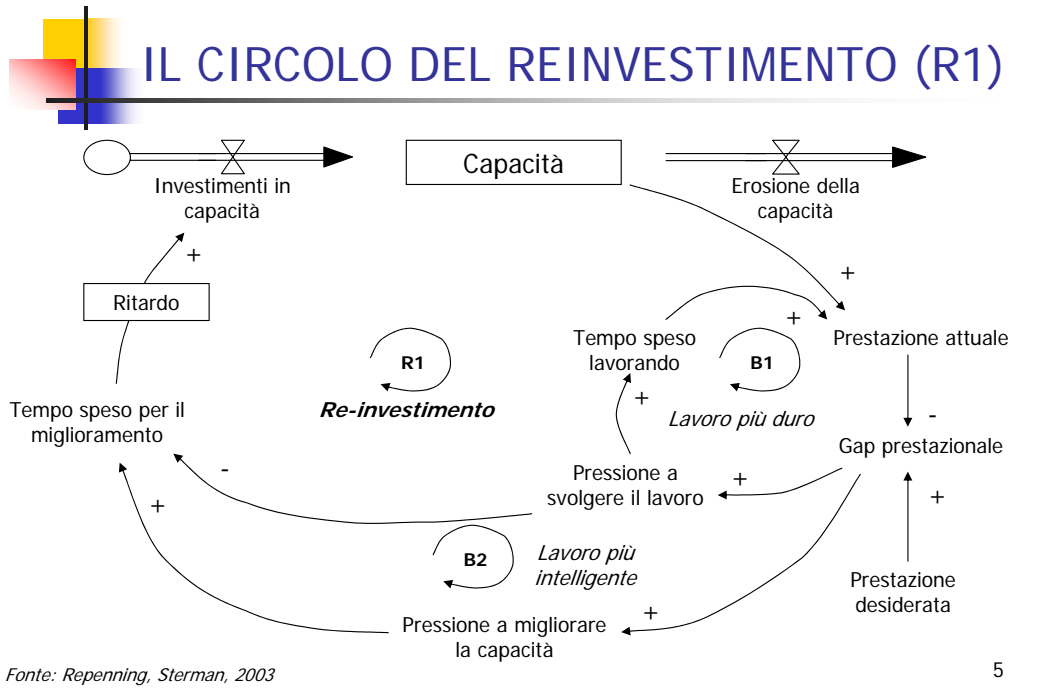 IL CIRCOLO DEL REINVESTIMENTO (R1)
Capacità
Investimenti in
capacità
Erosione della
capacità
+
+
Ritardo
+
Tempo speso
lavorando
Prestazione attuale
R1
B1
Re-investimento
+
Tempo speso per il
miglioramento
Lavoro più duro
-
Gap prestazionale
-
Pressione a
svolgere il lavoro
+
+
+
B2
Lavoro più
intelligente
Prestazione
desiderata
+
Pressione a migliorare
la capacità
Fonte: Repenning, Sterman, 2003
5